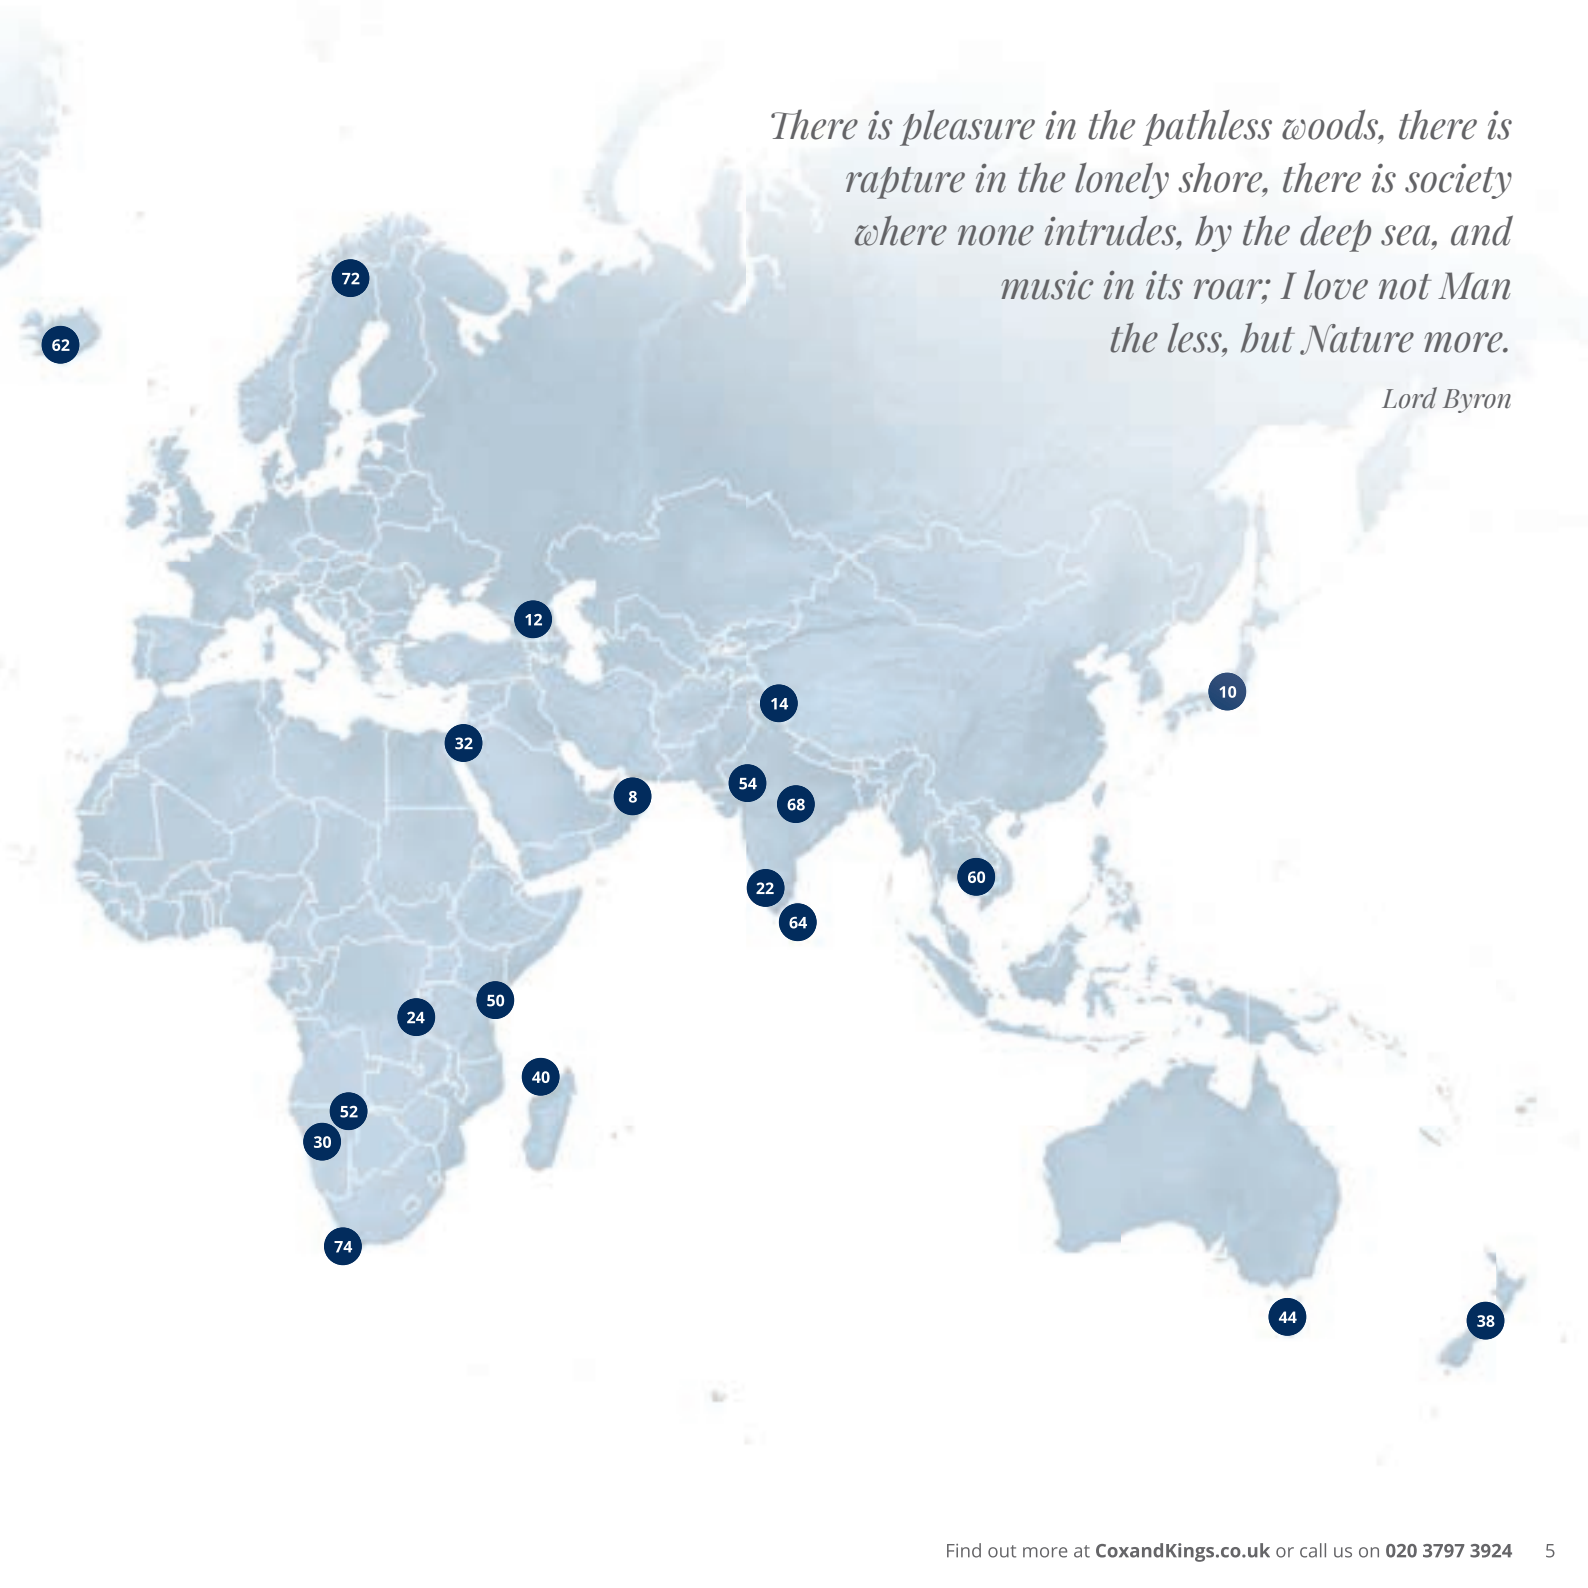 There is pleasure in the pathless woods, there is
rapture in the lonely shore, there is society
where none intrudes, by the deep sea, and
music in its roar; I love not Man
the less, but Nature more.
Lord Byron
72
62
12
10
14
32
54
8
68
60
22
64
50
24
40
52
30
74
44
38
Find out more at CoxandKings.co.uk or call us on 020 3797 3924 5